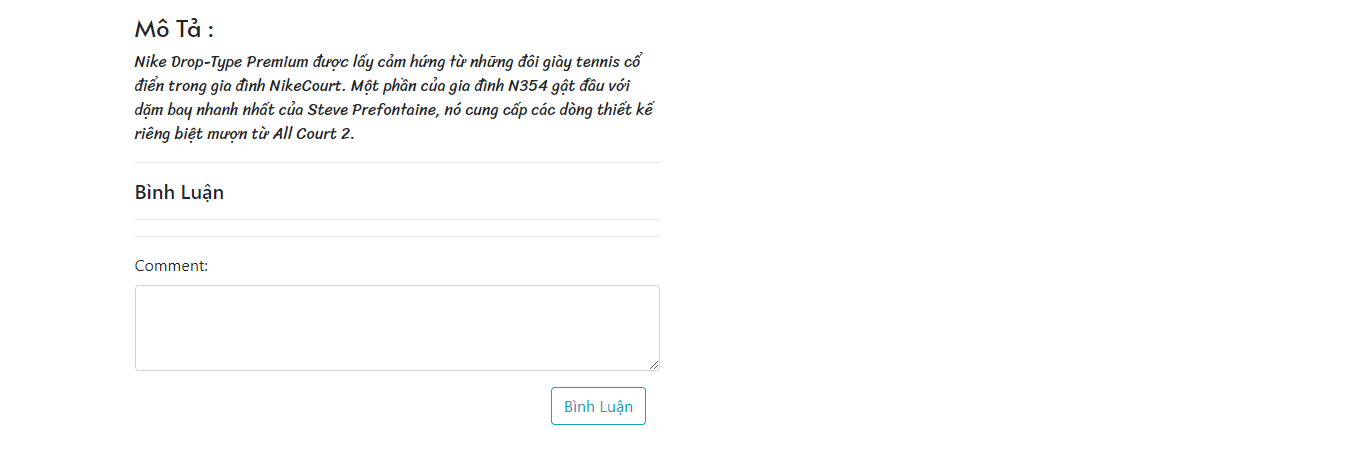 Mô Tả :
Nike Drop-Type Premium được lấy cảm hứng từ những đôi giày tennis cổ
điển trong gia đình NikeCourt. Một phần của gia đình N354 gật đầu với
dặm bay nhanh nhất của Steve Prefontaine, nó cung cấp các dòng thiết kế
riêng biệt mượn từ All Court 2.
Bình Luận
Comment:
Bình Luận